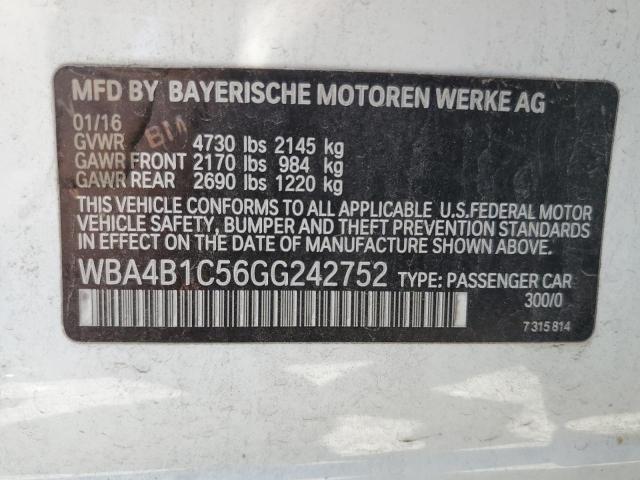 MFD BY BAYERISCHE MOTOREN WERKE AG
01/16
GVWR 4730 lbs 2145 kg
GAWR FRONT 2170 lbs 984 kg
GAWR REAR 2690 lbs 1220 kg
THIS VEHICLE CONFORMS TO ALL APPLICABLE U.S.FEDERAL MOTOR
VEHICLE SAFETY, BUMPER AND THEFT PREVENTION STANDARDS
IN EFFECT ON THE DATE OF MANUFACTURE SHOWN ABOVE.
WBA4B1C56GG242752 TYPE: PASSENGER CAR
300/0
7 315 814